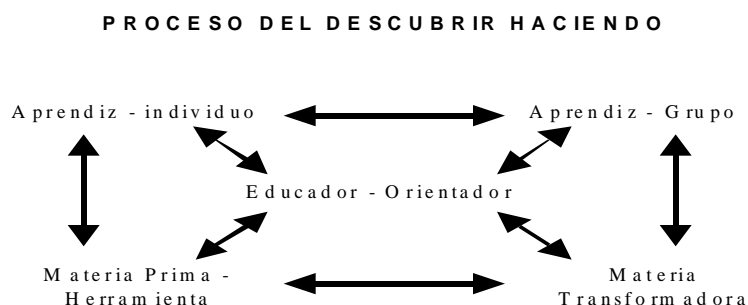 PROCESO DEL DESCUBRIR HACIENDO
Aprendiz - individuo
Aprendiz - Grupo
Educador - Orientador
Materia Prima -
Herramienta
Materia
Transformadora